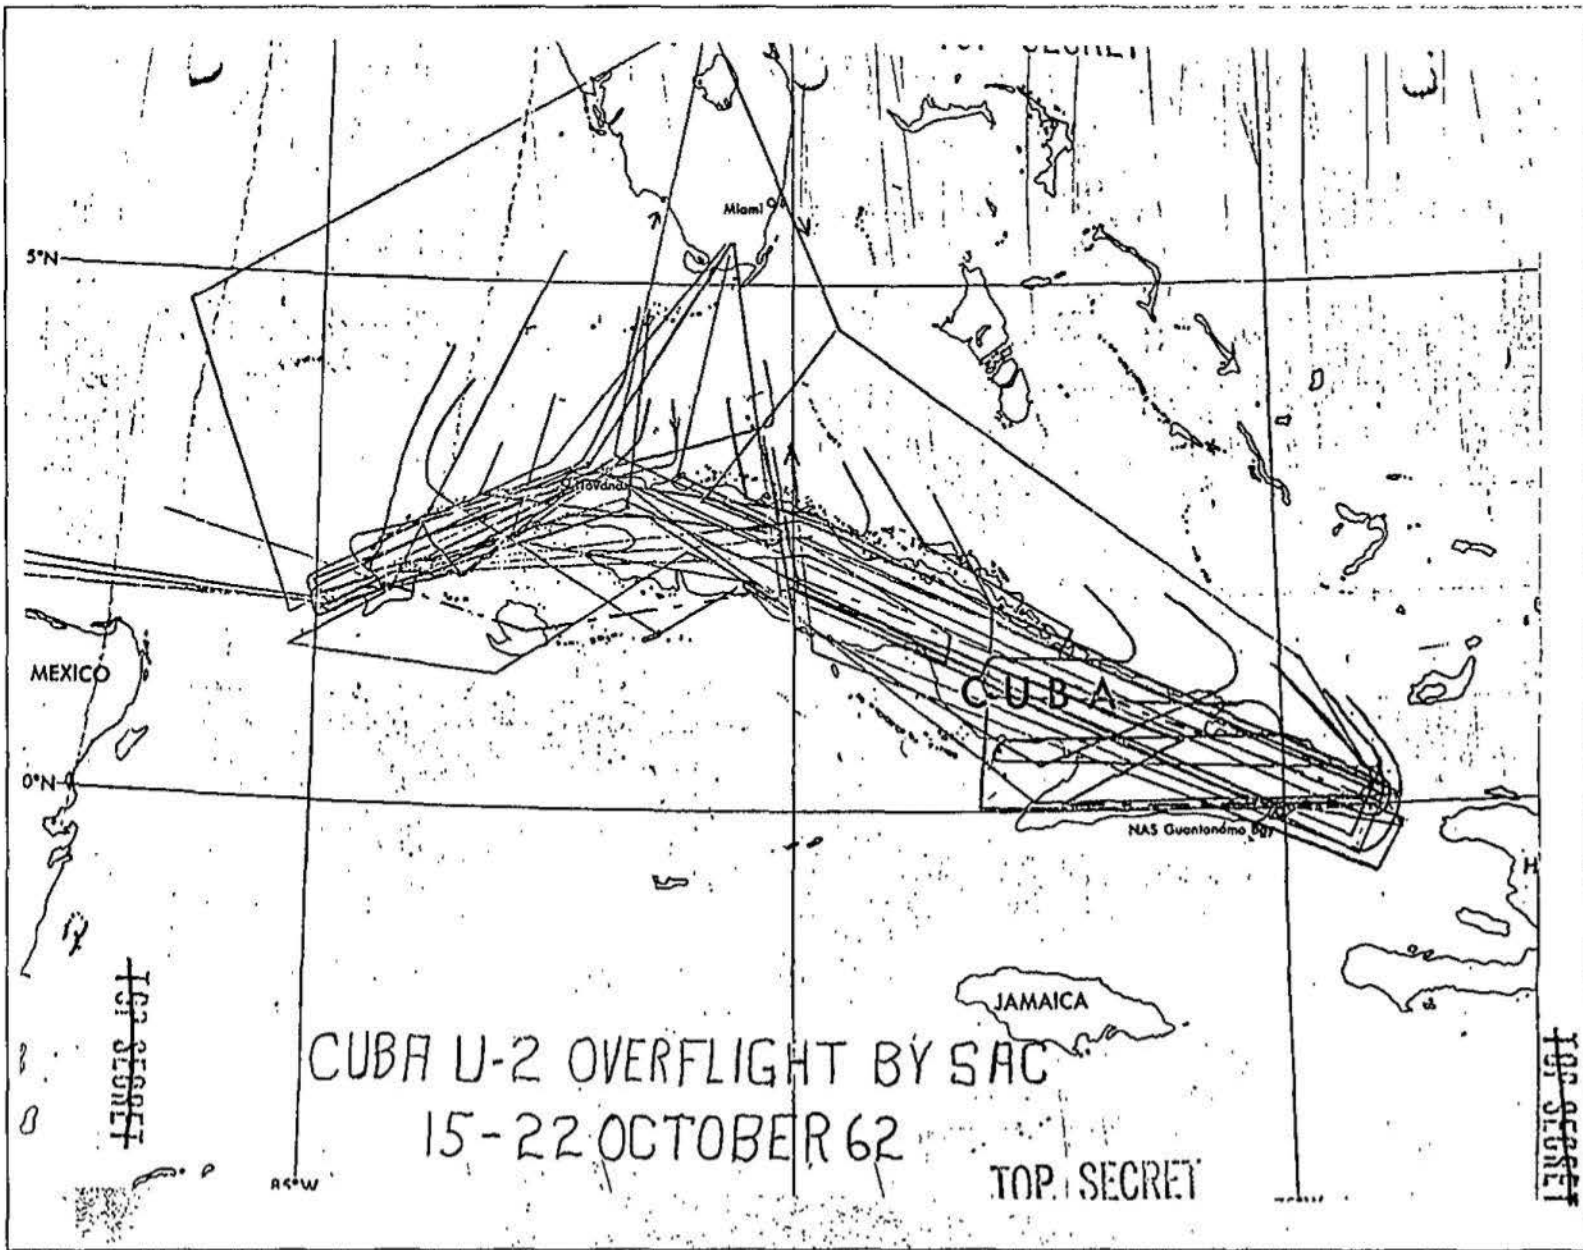 TOP SECRET
Miami
5°N
Havana
MEXICO
CUBA
0°N
NAS Guantanamo Bay
H
JAMAICA
TOP SECRET
TOP SECRET
CUBA U-2 OVERFLIGHT BY SAC
15-22 OCTOBER 62
TOP SECRET
85°W